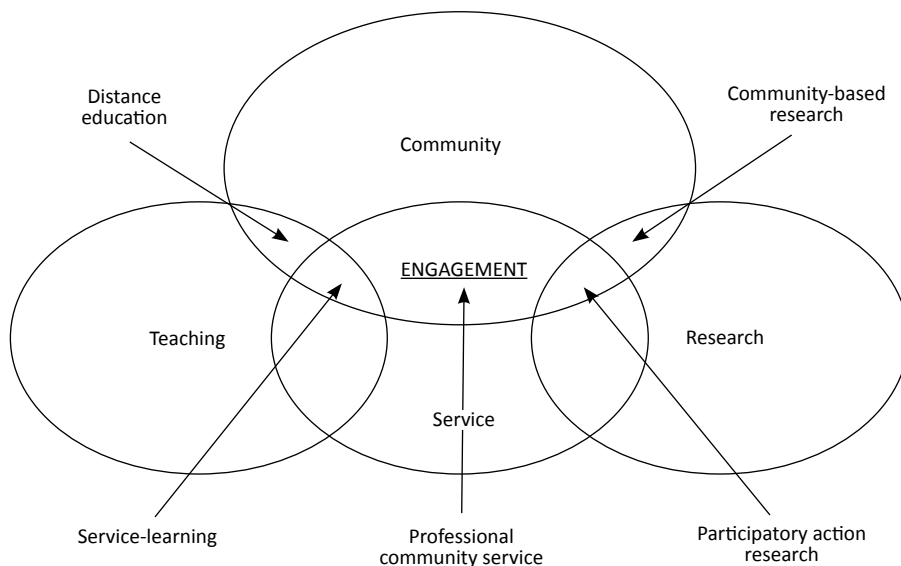 Distance
education
Community-based
research
Community
ENGAGEMENT
Teaching
Research
Service
Service-learning
Professional
community service
Participatory action
research